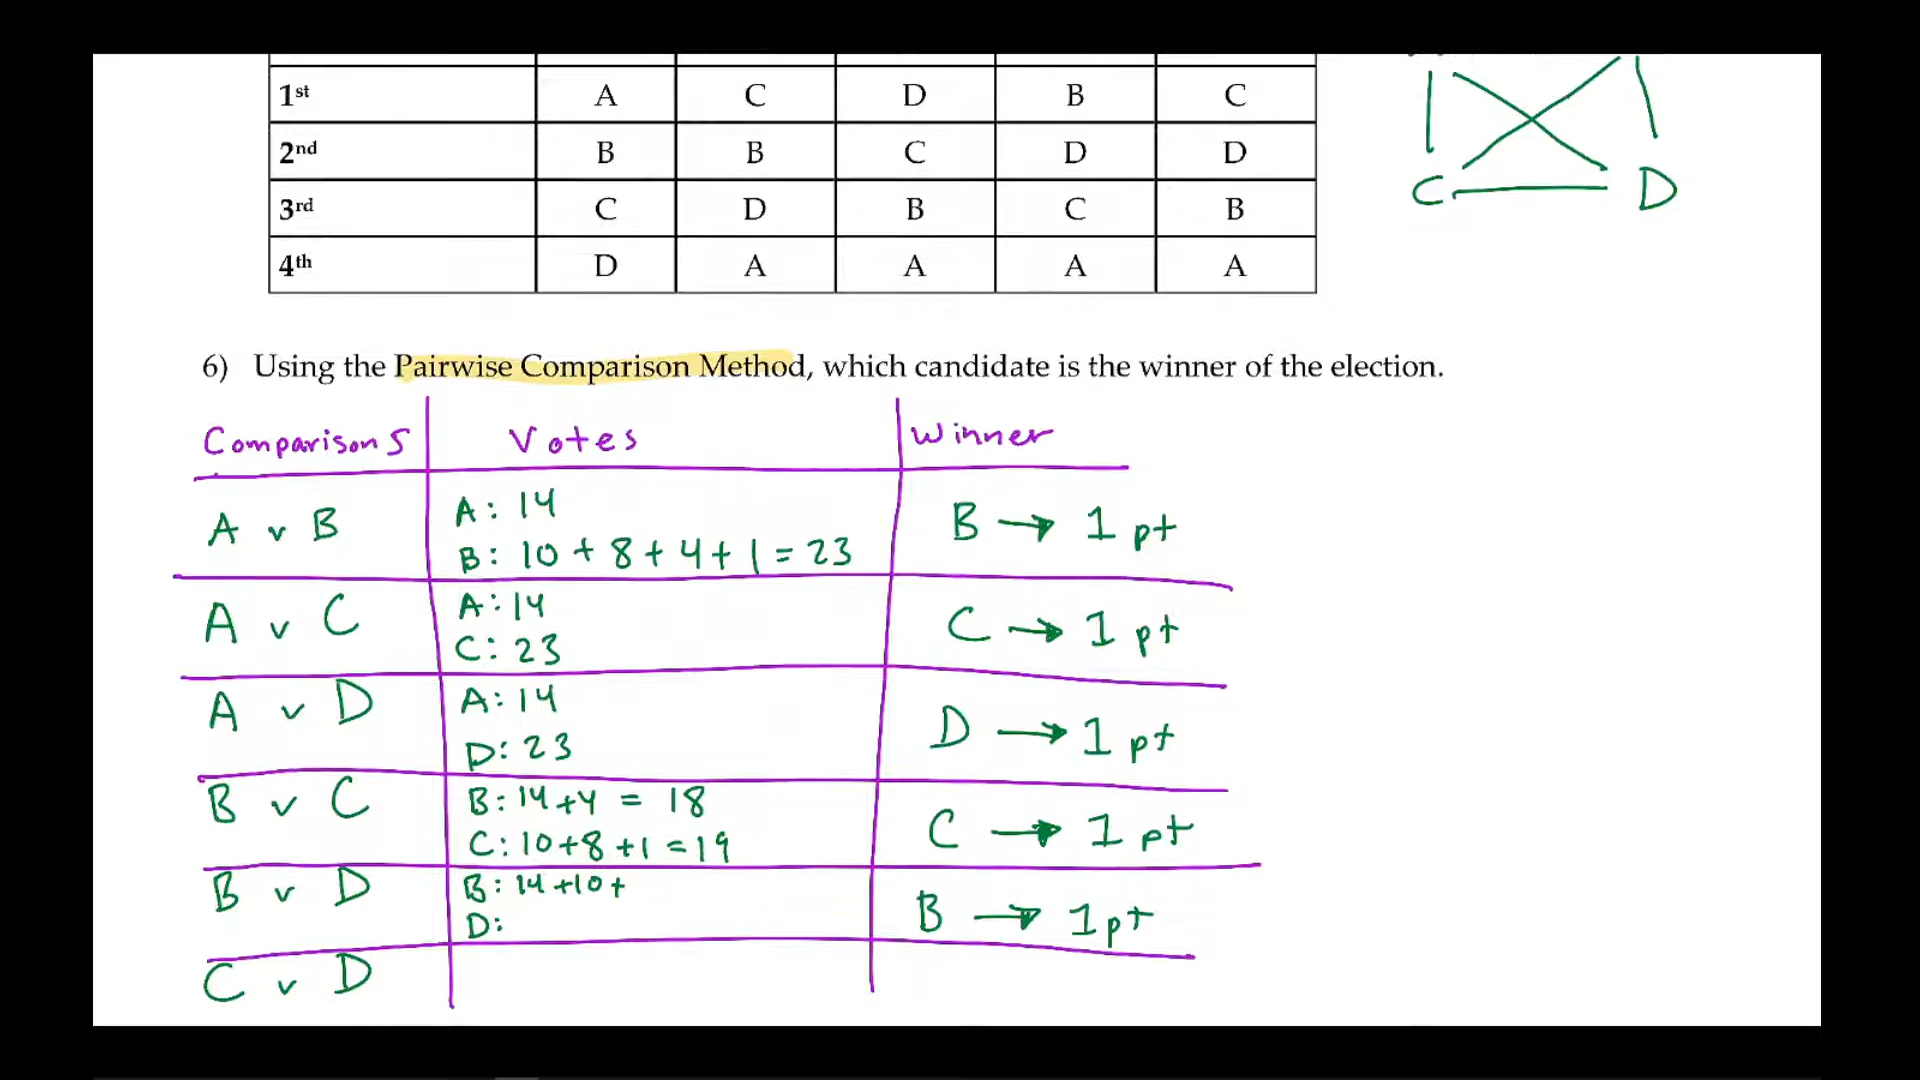 1st A C D B C
2nd B B C D D
3rd C D B C B
4th D A A A A
C D
6) Using the Pairwise Comparison Method, which candidate is the winner of the election.
Comparisons Votes Winner
A v B A: 14 B → 1 pt
B: 10 + 8 + 4 + 1 = 23
A v C A: 14 C → 1 pt
C: 23
A v D A: 14 D → 1 pt
D: 23
B v C B: 14+4 = 18 C → 1 pt
C: 10+8+1 = 19
B v D B: 14+10+ B → 1pt
D:
C v D